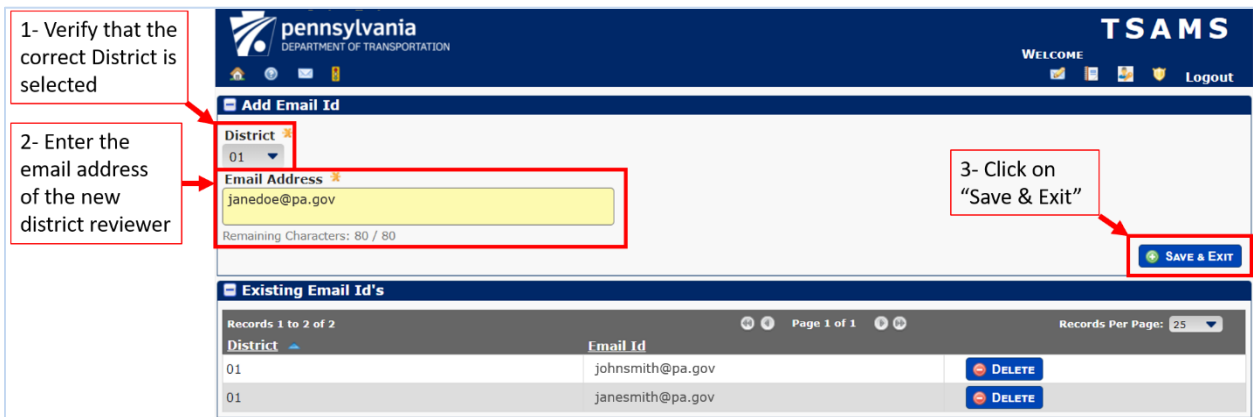 1- Verify that the
correct District is
selected
2- Enter the
email address
of the new
district reviewer
pennsylvania
DEPARTMENT OF TRANSPORTATION
TSAMS
WELCOME
Logout
Add Email Id
District *
01
Email Address *
janedoe@pa.gov
Remaining Characters: 80 / 80
3- Click on
“Save & Exit”
SAVE & EXIT
Existing Email Id's
Records 1 to 2 of 2
Page 1 of 1
Records Per Page: 25
District
Email Id
01 johnsmith@pa.gov DELETE
01 janesmith@pa.gov DELETE